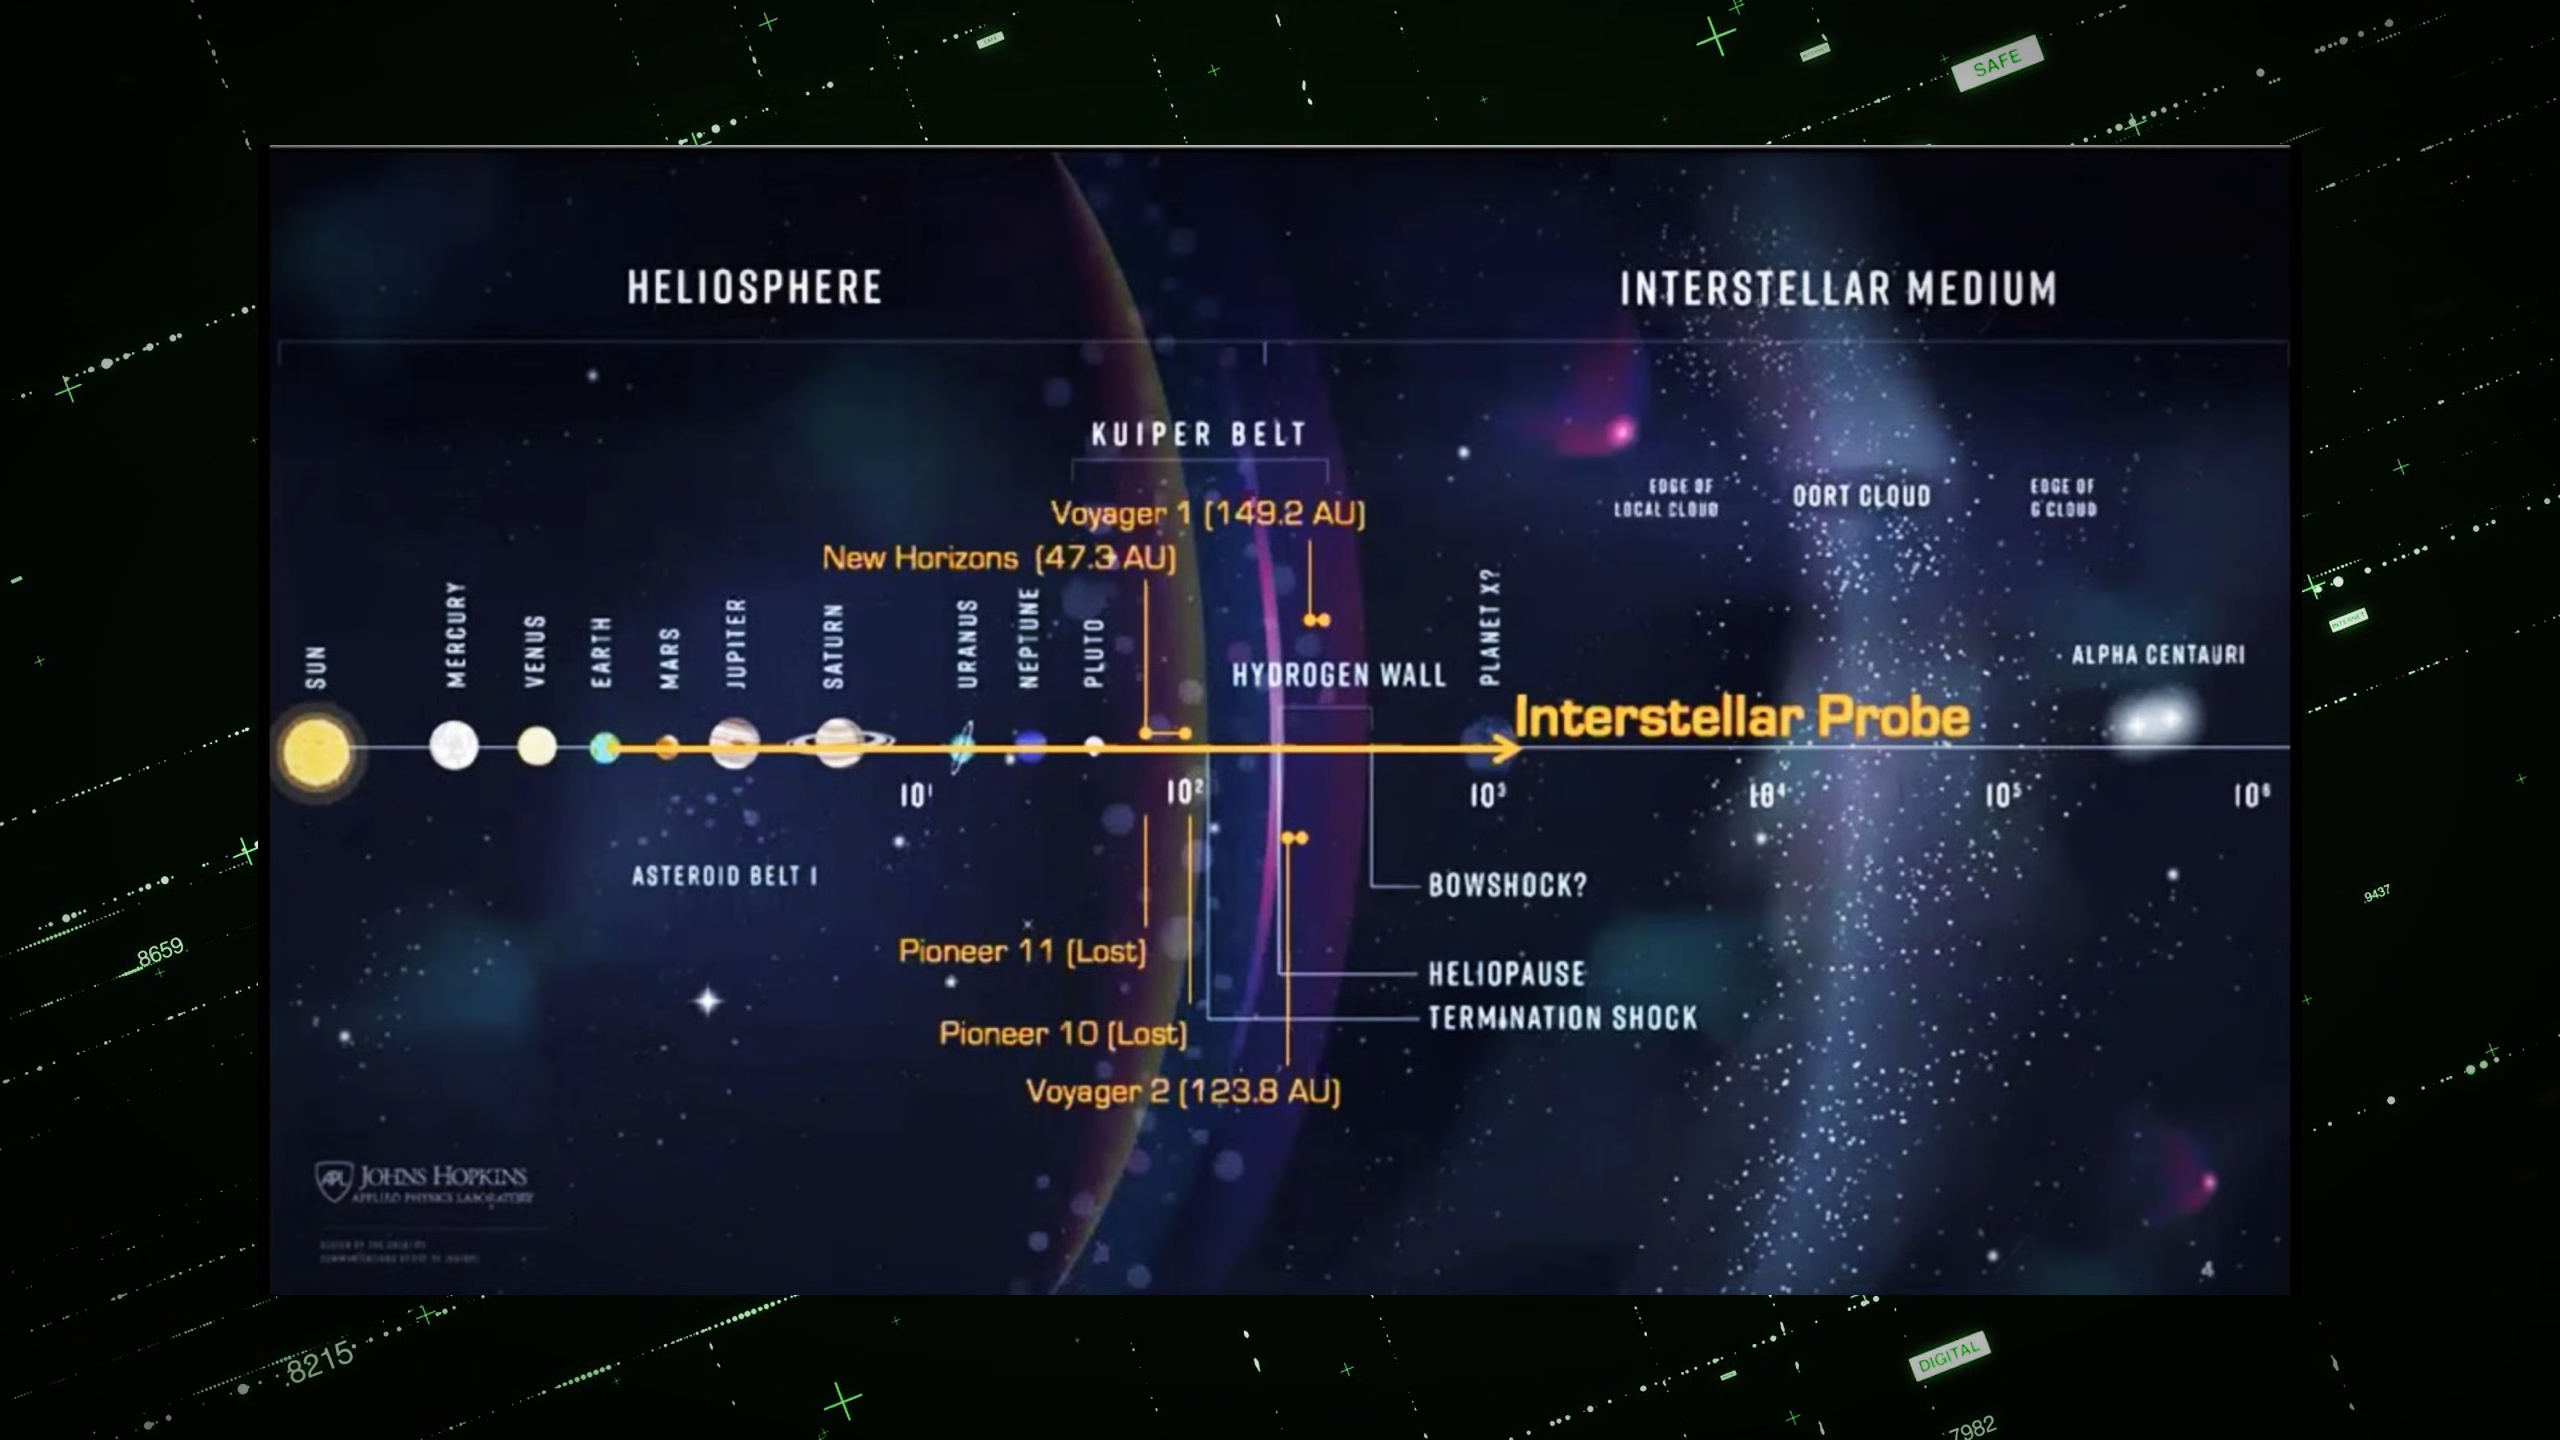 SAFE
HELIOSPHERE
INTERSTELLAR MEDIUM
KUIPER BELT
EDGE OF
LOCAL CLOUD
OORT CLOUD
EDGE OF
G CLOUD
Voyager 1 (149.2 AU)
New Horizons (47.3 AU)
SUN
MERCURY
VENUS
EARTH
MARS
JUPITER
SATURN
URANUS
NEPTUNE
PLUTO
PLANET X?
INTERNET
HYDROGEN WALL
ALPHA CENTAURI
Interstellar Probe
10¹
10²
10³
10⁴
10⁵
10⁶
ASTEROID BELT I
BOWSHOCK?
9437
Pioneer 11 (Lost)
8659
HELIOPAUSE
TERMINATION SHOCK
Pioneer 10 (Lost)
Voyager 2 (123.8 AU)
APL JOHNS HOPKINS
APPLIED PHYSICS LABORATORY
4
.8215
DIGITAL
7982